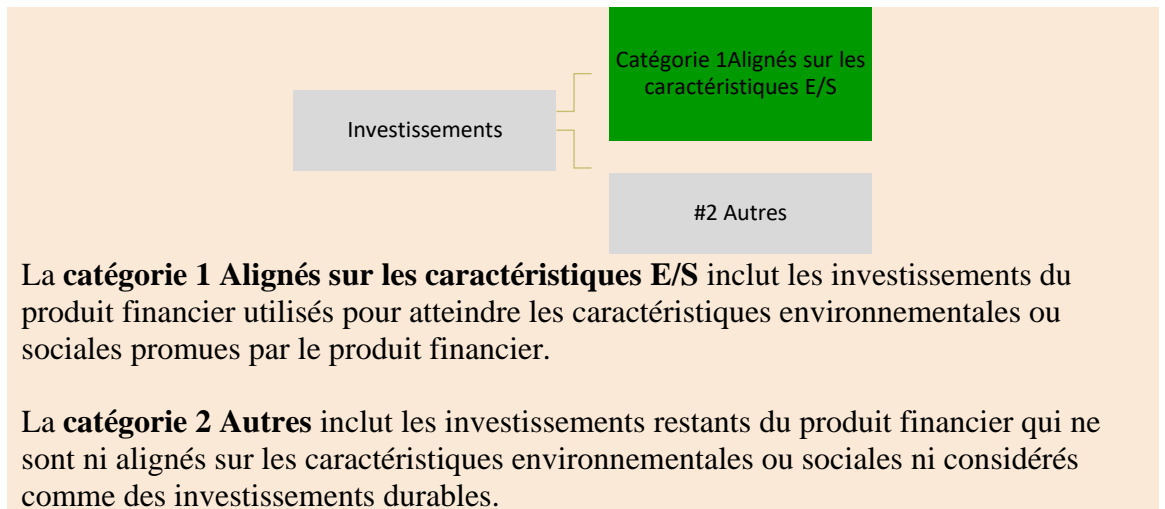 Catégorie 1Alignés sur les
caractéristiques E/S
Investissements
#2 Autres
La catégorie 1 Alignés sur les caractéristiques E/S inclut les investissements du
produit financier utilisés pour atteindre les caractéristiques environnementales ou
sociales promues par le produit financier.
La catégorie 2 Autres inclut les investissements restants du produit financier qui ne
sont ni alignés sur les caractéristiques environnementales ou sociales ni considérés
comme des investissements durables.